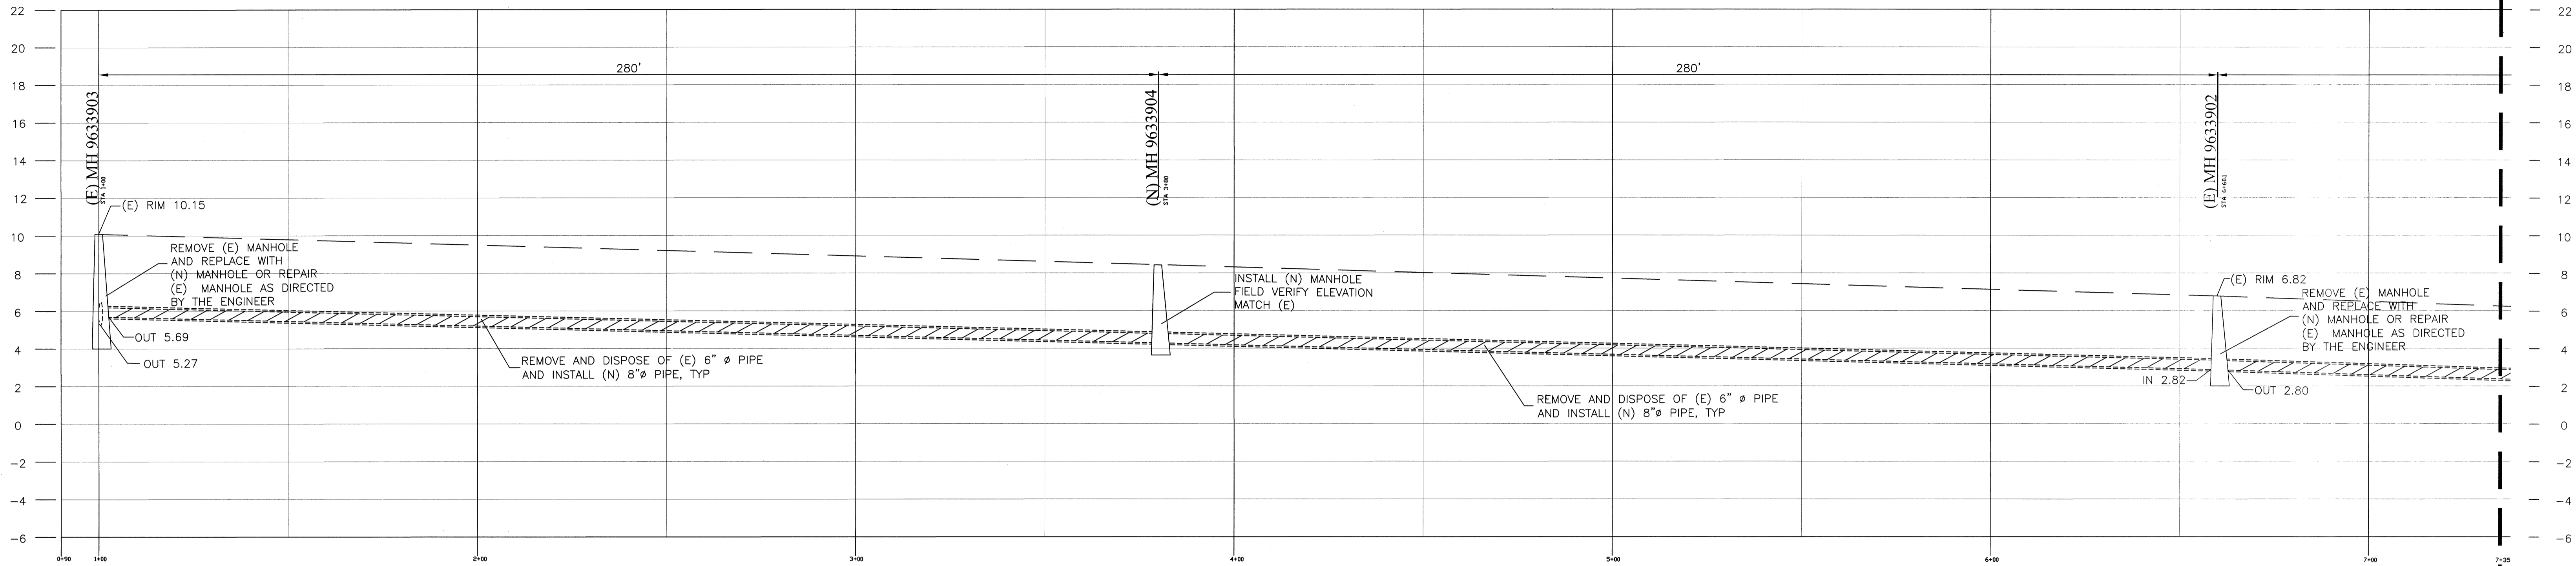 22
20
18
16
14
12
10
8
6
4
2
0
-2
-4
-6
280'
280'
(E) MH 9633903
STA 1+00
(E) RIM 10.15
REMOVE (E) MANHOLE
AND REPLACE WITH
(N) MANHOLE OR REPAIR
(E) MANHOLE AS DIRECTED
BY THE ENGINEER
OUT 5.69
OUT 5.27
REMOVE AND DISPOSE OF (E) 6" ø PIPE
AND INSTALL (N) 8"ø PIPE, TYP
(N) MH 9633904
STA 3+80
INSTALL (N) MANHOLE
FIELD VERIFY ELEVATION
MATCH (E)
REMOVE AND DISPOSE OF (E) 6" ø PIPE
AND INSTALL (N) 8"ø PIPE, TYP
(E) MH 9633902
STA 6+60.1
(E) RIM 6.82
REMOVE (E) MANHOLE
AND REPLACE WITH
(N) MANHOLE OR REPAIR
(E) MANHOLE AS DIRECTED
BY THE ENGINEER
IN 2.82
OUT 2.80
22
20
18
16
14
12
10
8
6
4
2
0
-2
-4
-6
0+90
1+00
2+00
3+00
4+00
5+00
6+00
7+00
7+35